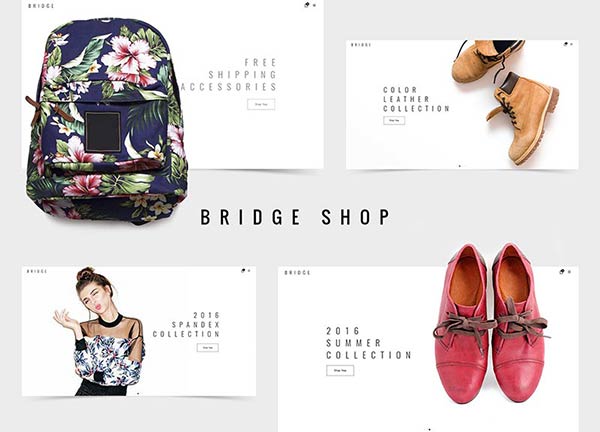 BRIDGE
FREE
SHIPPING
ACCESSORIES
Shop Now
BRIDGE
COLOR
LEATHER
COLLECTION
Shop Now
BRIDGE SHOP
BRIDGE
2016
SPANDEX
COLLECTION
Shop Now
BRIDGE
2016
SUMMER
COLLECTION
Shop Now